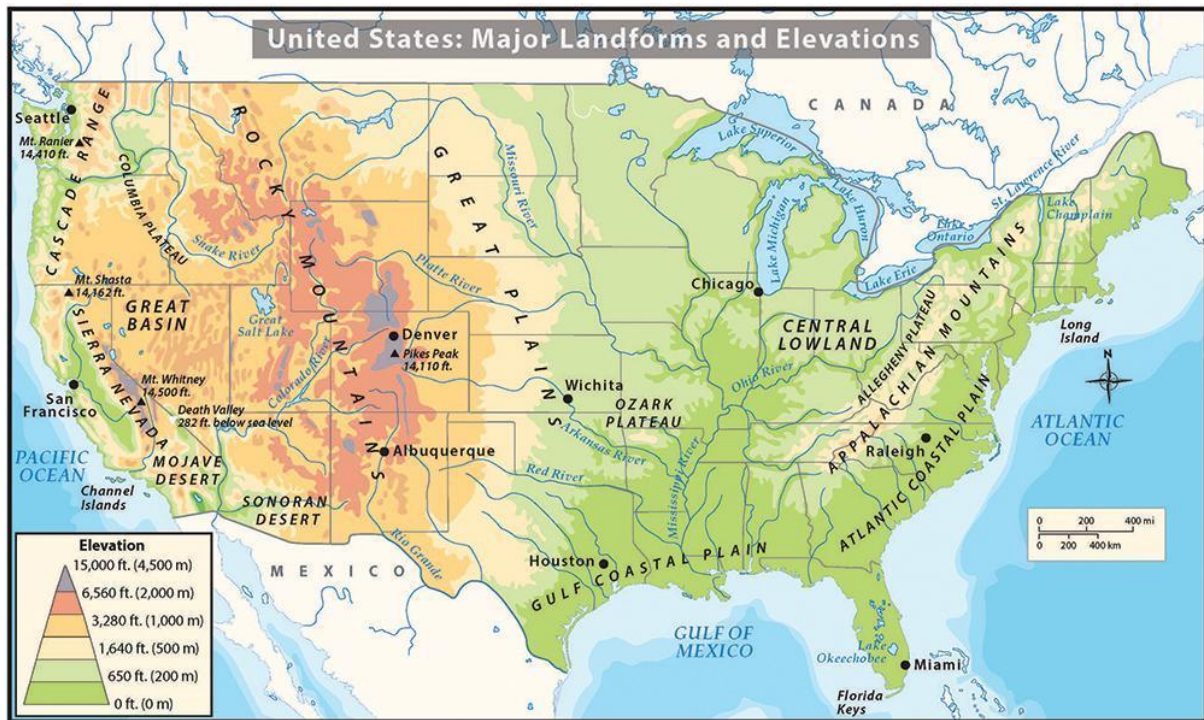 United States: Major Landforms and Elevations
CANADA
Seattle
Mt. Ranier
14,410 ft.
CASCADE RANGE
COLUMBIA PLATEAU
ROCKY MOUNTAINS
GREAT PLAINS
Missouri River
Lake Superior
Lake Michigan
Lake Huron
Lake Ontario
Lake Erie
St. Lawrence River
Lake Champlain
Snake River
Platte River
Mt. Shasta
14,162 ft.
GREAT
BASIN
Great
Salt Lake
SIERRA NEVADA
Colorado River
Denver
Pikes Peak
14,110 ft.
Chicago
CENTRAL
LOWLAND
ALLEGHENY PLATEAU
APPALACHIAN MOUNTAINS
Long
Island
N
San
Francisco
Mt. Whitney
14,500 ft.
Death Valley
282 ft. below sea level
Wichita
OZARK
PLATEAU
Ohio River
Arkansas River
Raleigh
ATLANTIC COASTAL PLAIN
ATLANTIC
OCEAN
PACIFIC
OCEAN
MOJAVE
DESERT
Channel
Islands
SONORAN
DESERT
Albuquerque
Red River
Mississippi River
Rio Grande
Houston
GULF COASTAL PLAIN
MEXICO
GULF OF
MEXICO
Lake
Okeechobee
Miami
Florida
Keys
0 200 400 mi
0 200 400 km
Elevation
15,000 ft. (4,500 m)
6,560 ft. (2,000 m)
3,280 ft. (1,000 m)
1,640 ft. (500 m)
650 ft. (200 m)
0 ft. (0 m)